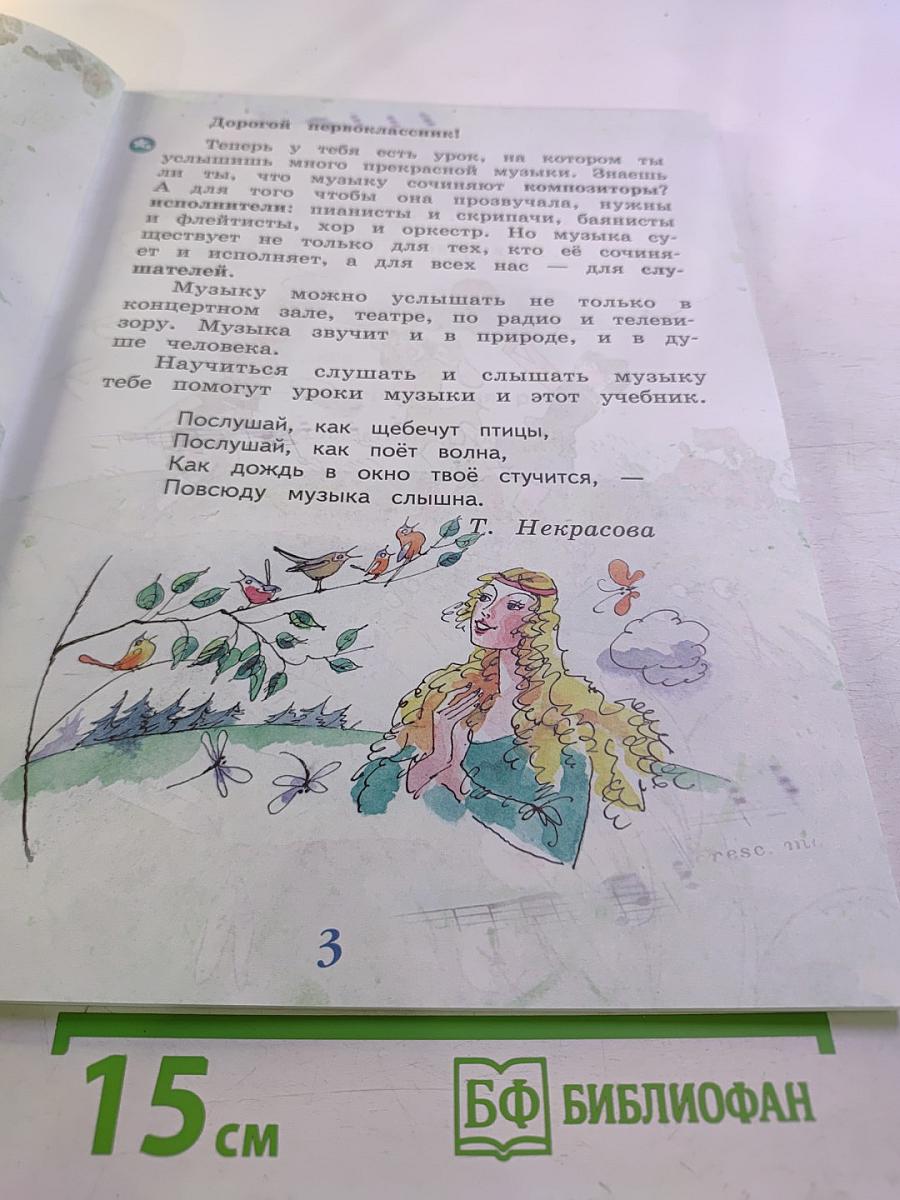 Дорогой первоклассник!
Теперь у тебя есть урок, на котором ты
услышишь много прекрасной музыки. Знаешь
ли ты, что музыку сочиняют композиторы?
А для того чтобы она прозвучала, нужны
исполнители: пианисты и скрипачи, баянисты
и флейтисты, хор и оркестр. Но музыка су-
ществует не только для тех, кто её сочиня-
ет и исполняет, а для всех нас — для слу-
шателей.
Музыку можно услышать не только в
концертном зале, театре, по радио и телеви-
зору. Музыка звучит и в природе, и в ду-
ше человека.
Научиться слушать и слышать музыку
тебе помогут уроки музыки и этот учебник.
Послушай, как щебечут птицы,
Послушай, как поёт волна,
Как дождь в окно твоё стучится, —
Повсюду музыка слышна.
Т. Некрасова
resc.
3
15 см
БФ БИБЛИОФАН